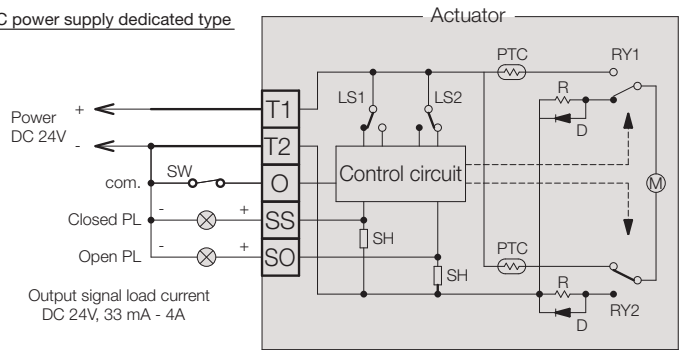 C power supply dedicated type
Actuator
PTC
RY1
LS1
LS2
R
D
Power
DC 24V
+
-
T1
T2
Control circuit
M
com.
SW
O
Closed PL
-
+
SS
SH
Open PL
-
+
SO
SH
PTC
R
D
RY2
Output signal load current
DC 24V, 33 mA - 4A